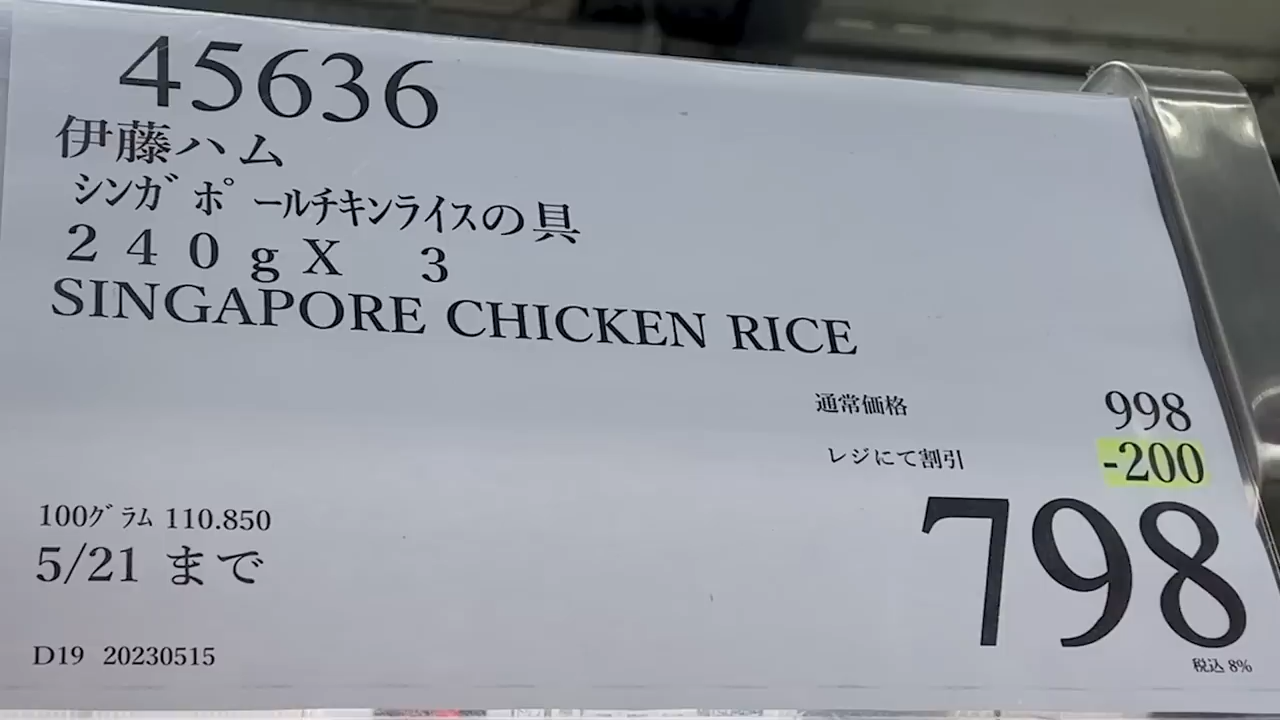 45636
伊藤ハム
シンガポールチキンライスの具
240gX 3
SINGAPORE CHICKEN RICE
通常価格 998
レジにて割引 -200
798
税込 8%
100グラム 110.850
5/21 まで
D19 20230515